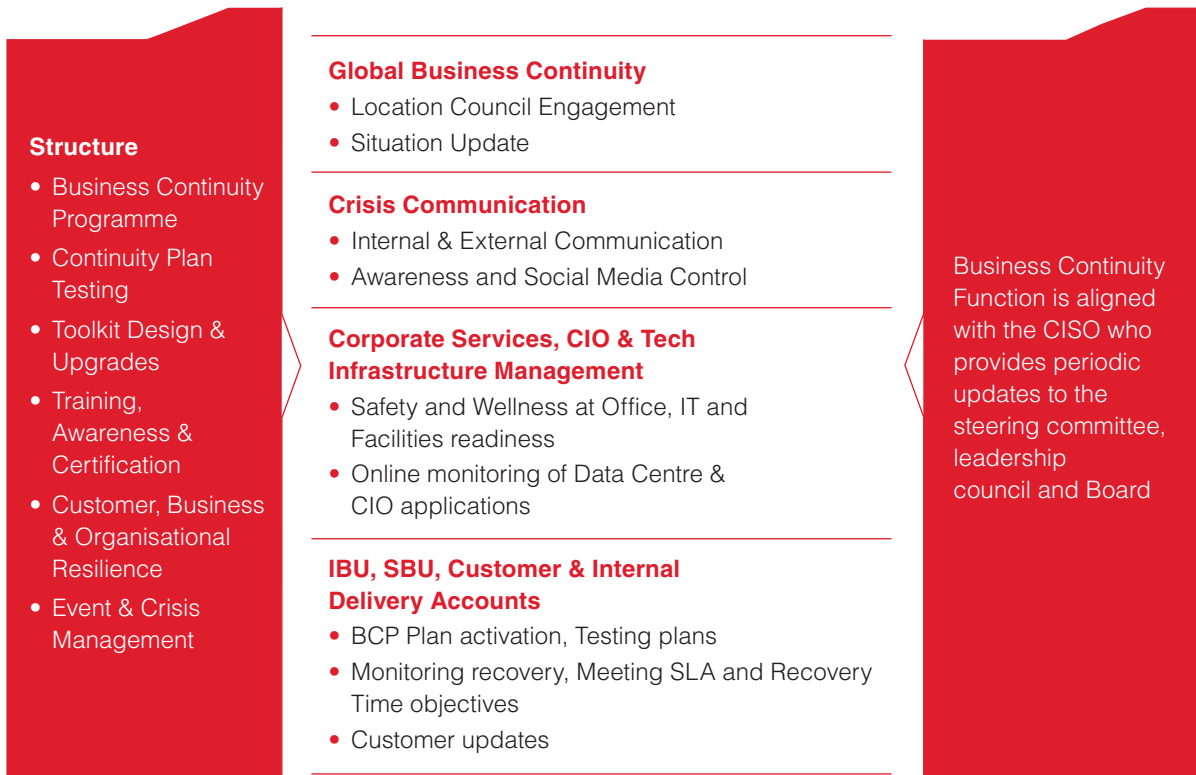 Structure
• Business Continuity
Programme
• Continuity Plan
Testing
• Toolkit Design &
Upgrades
• Training,
Awareness &
Certification
• Customer, Business
& Organisational
Resilience
• Event & Crisis
Management
Global Business Continuity
• Location Council Engagement
• Situation Update
Crisis Communication
• Internal & External Communication
• Awareness and Social Media Control
Corporate Services, CIO & Tech
Infrastructure Management
• Safety and Wellness at Office, IT and
Facilities readiness
• Online monitoring of Data Centre &
CIO applications
IBU, SBU, Customer & Internal
Delivery Accounts
• BCP Plan activation, Testing plans
• Monitoring recovery, Meeting SLA and Recovery
Time objectives
• Customer updates
Business Continuity
Function is aligned
with the CISO who
provides periodic
updates to the
steering committee,
leadership
council and Board